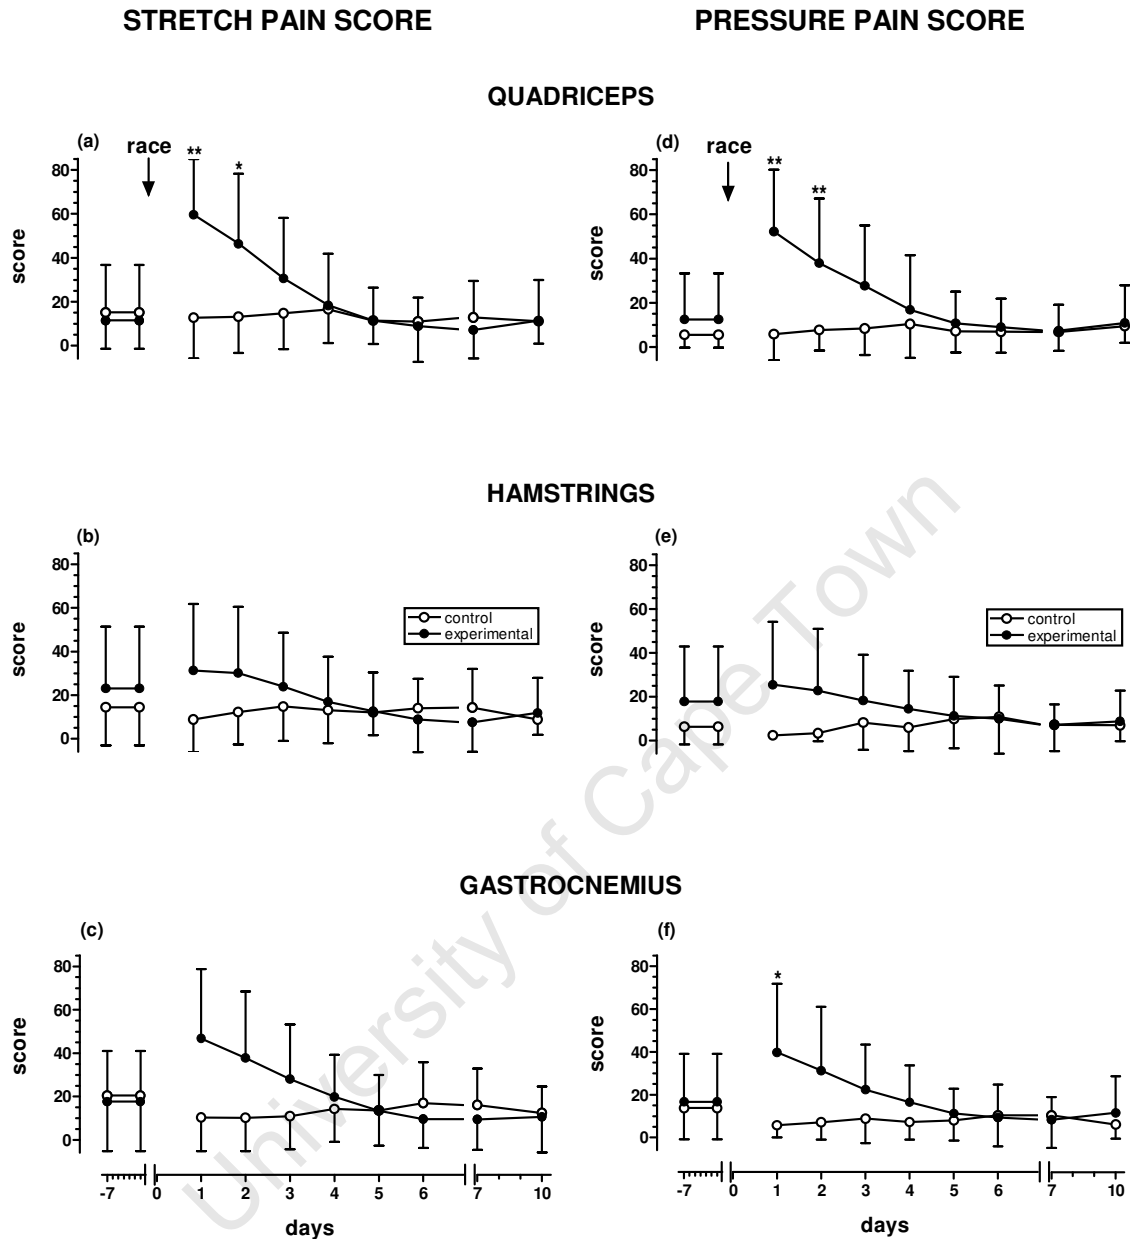 STRETCH PAIN SCORE PRESSURE PAIN SCORE
QUADRICEPS
(a) race ** * (d) race ** **
80 80
60 60
40 40
20 20
0 0
score score
HAMSTRINGS
(b) (e)
80 80
60 60
40 40
20 20
0 0
score score
control control
experimental experimental
GASTROCNEMIUS
(c) (f)
*
80 80
60 60
40 40
20 20
0 0
score score
-7 0 1 2 3 4 5 6 7 10 -7 0 1 2 3 4 5 6 7 10
days days
University of Cape Town